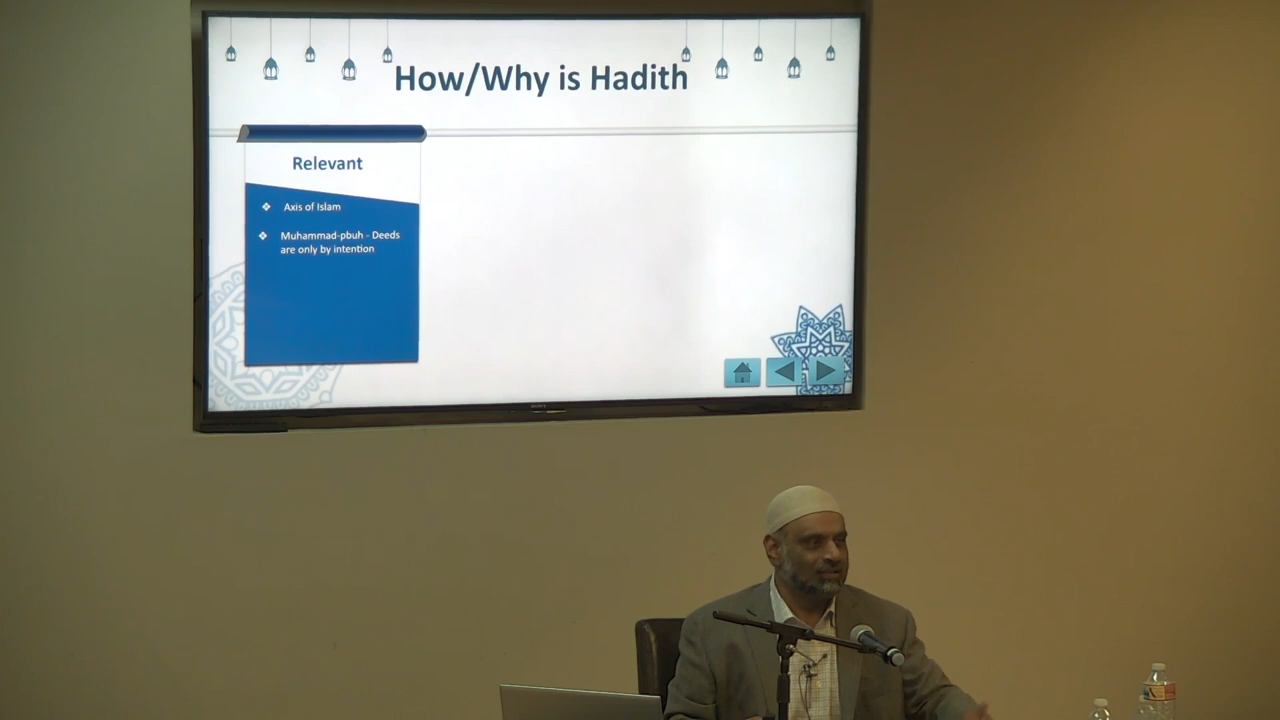 How/Why is Hadith
Relevant
❖ Axis of Islam
❖ Muhammad-pbuh - Deeds
are only by intention